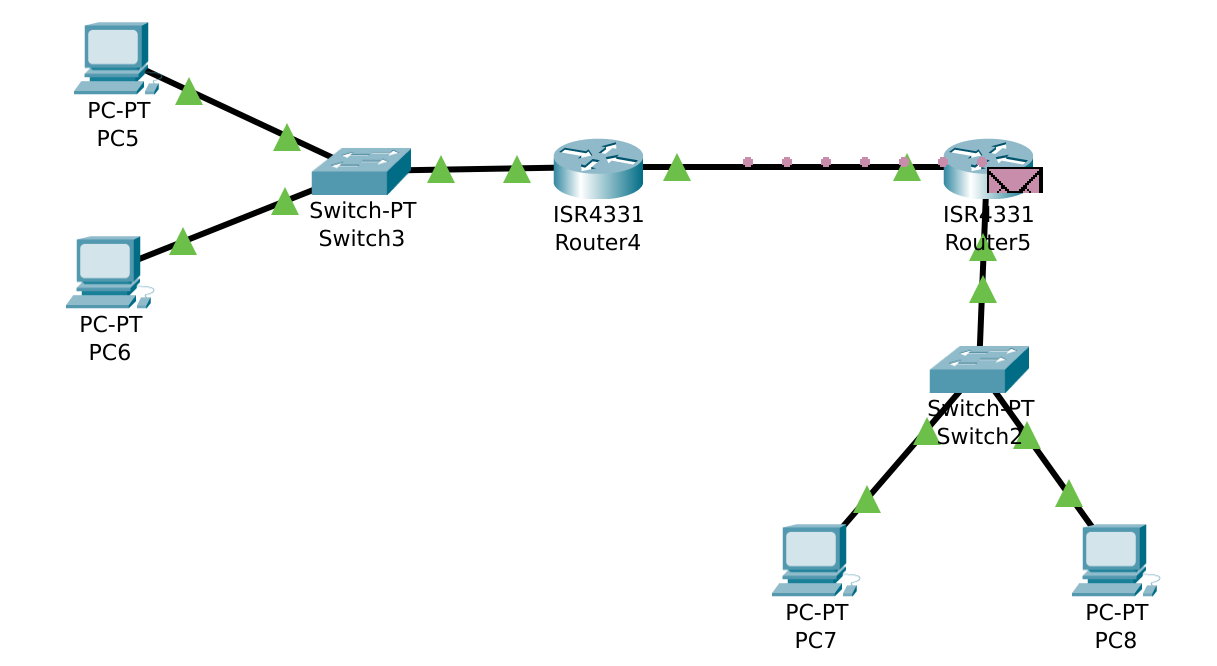 PC-PT
PC5
Switch-PT
Switch3
ISR4331
Router4
ISR4331
Router5
PC-PT
PC6
Switch-PT
Switch2
PC-PT
PC7
PC-PT
PC8